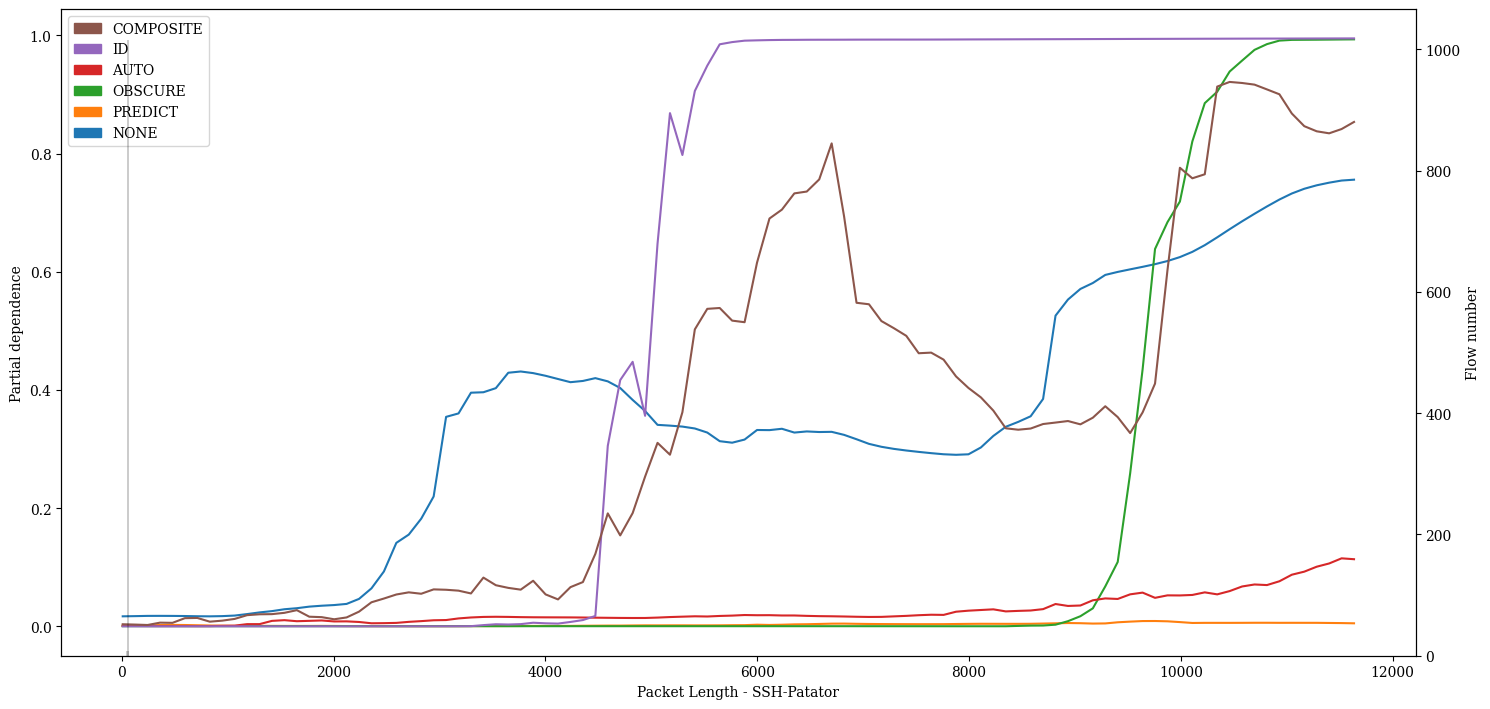 COMPOSITE
ID
AUTO
OBSCURE
PREDICT
NONE
Partial dependence
1.0
0.8
0.6
0.4
0.2
0.0
0
2000
4000
6000
8000
10000
12000
Packet Length - SSH-Patator
1000
800
600
400
200
0
Flow number